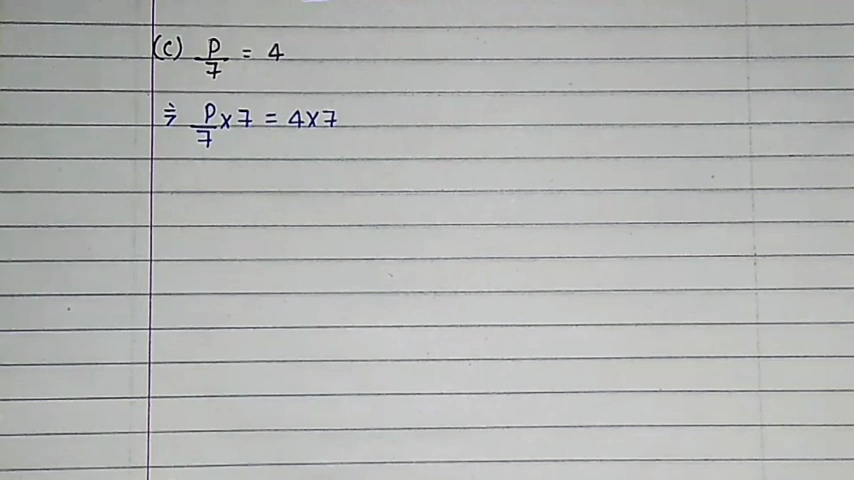 (c) P/7 = 4
⇒ P/7 × 7 = 4 × 7